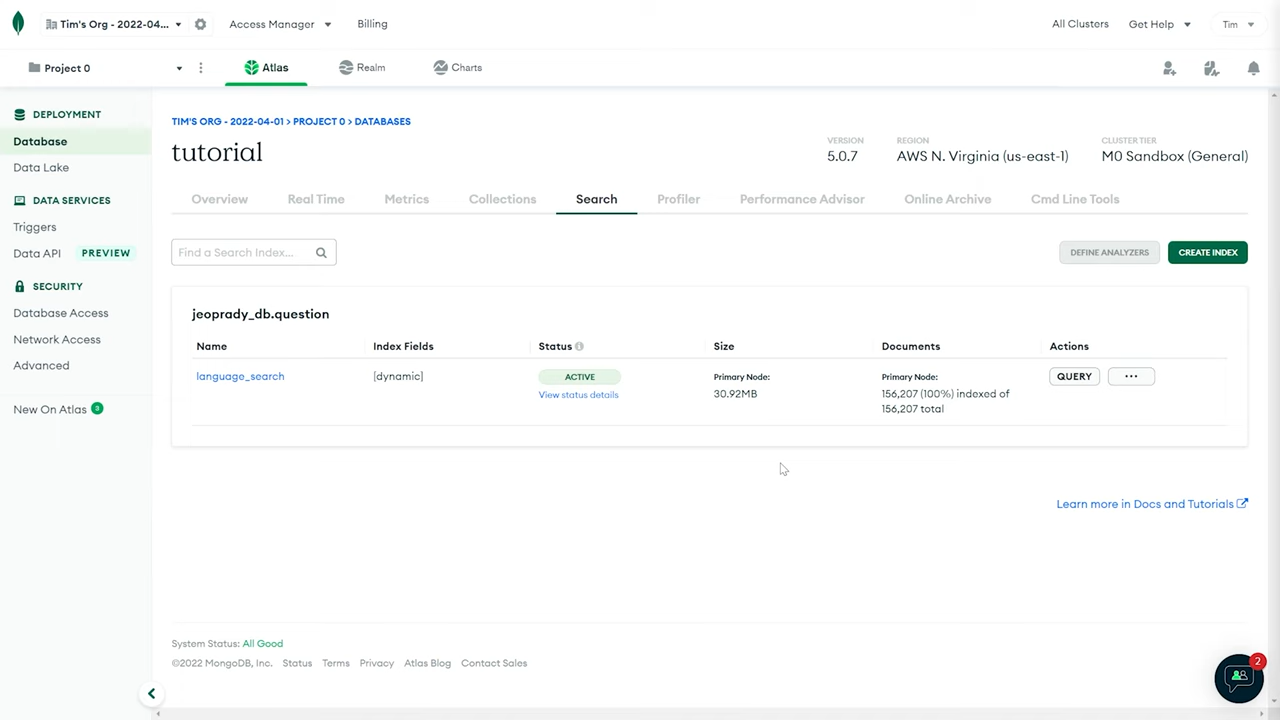 Tim's Org - 2022-04... Access Manager Billing All Clusters Get Help Tim
Project 0 Atlas Realm Charts
DEPLOYMENT
Database
Data Lake
DATA SERVICES
Triggers
Data API PREVIEW
SECURITY
Database Access
Network Access
Advanced
New On Atlas 3
TIM'S ORG - 2022-04-01 > PROJECT 0 > DATABASES
tutorial
VERSION REGION CLUSTER TIER
5.0.7 AWS N. Virginia (us-east-1) M0 Sandbox (General)
Overview Real Time Metrics Collections Search Profiler Performance Advisor Online Archive Cmd Line Tools
Find a Search Index... DEFINE ANALYZERS CREATE INDEX
jeoprady_db.question
Name Index Fields Status Size Documents Actions
language_search [dynamic] ACTIVE Primary Node: Primary Node: QUERY ...
View status details 30.92MB 156,207 (100%) indexed of
156,207 total
Learn more in Docs and Tutorials
System Status: All Good
©2022 MongoDB, Inc. Status Terms Privacy Atlas Blog Contact Sales
2